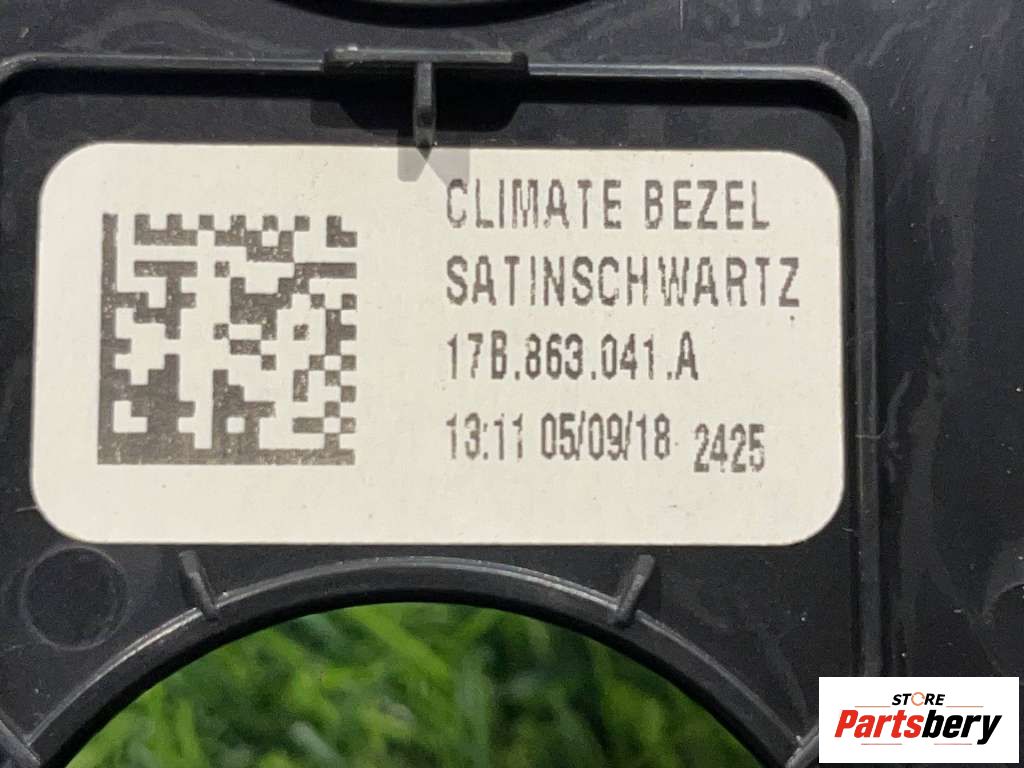 CLIMATE BEZEL
SATINSCHWARTZ
17B.863.041.A
13:11 05/09/18 2425
STORE
Partsbery